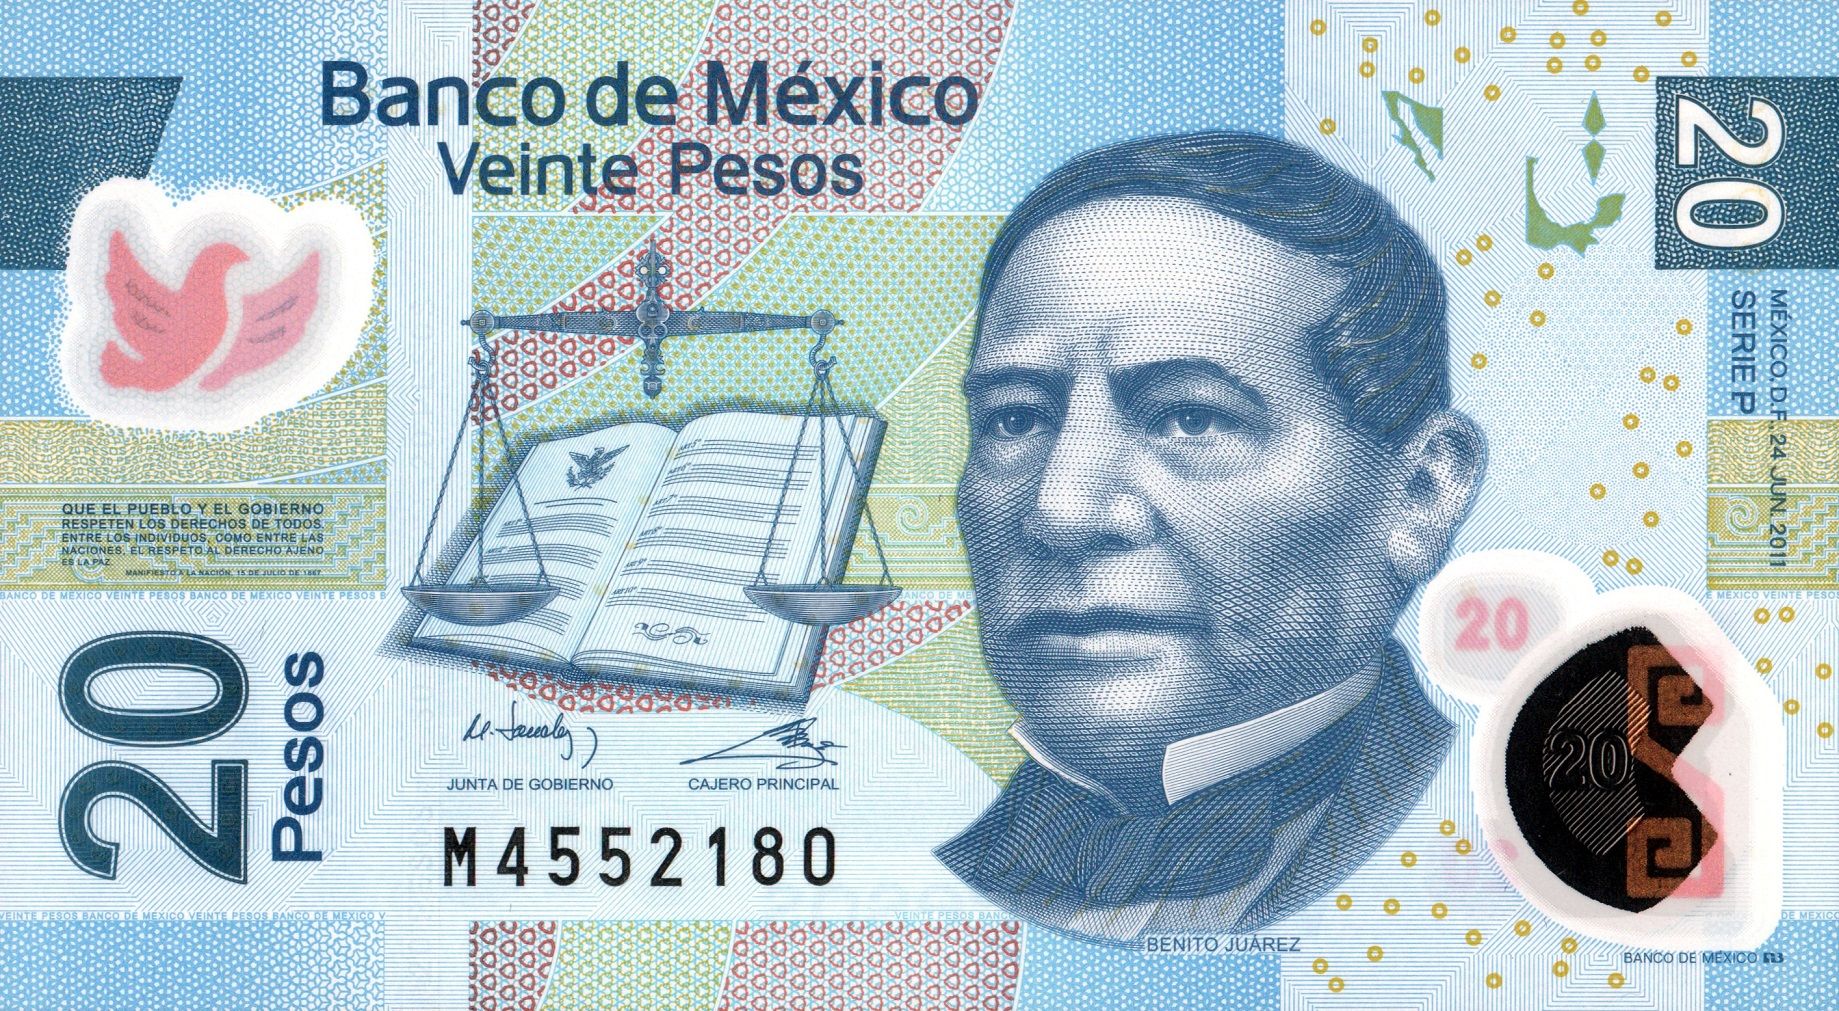 Banco de México
Veinte Pesos
20
SERIE P
MÉXICO, D.F. 24 JUN. 2011
QUE EL PUEBLO Y EL GOBIERNO
RESPETEN LOS DERECHOS DE TODOS.
ENTRE LOS INDIVIDUOS, COMO ENTRE LAS
NACIONES, EL RESPETO AL DERECHO AJENO
ES LA PAZ.
MANIFIESTO A LA NACIÓN, 15 DE JULIO DE 1867
BANCO DE MÉXICO VEINTE PESOS BANCO DE MÉXICO VEINTE PESOS
20
Pesos
20
20
JUNTA DE GOBIERNO
CAJERO PRINCIPAL
M4552180
VEINTE PESOS BANCO DE MÉXICO VEINTE PESOS BANCO DE MÉXICO
VEINTE PESOS
BENITO JUÁREZ
BANCO DE MÉXICO